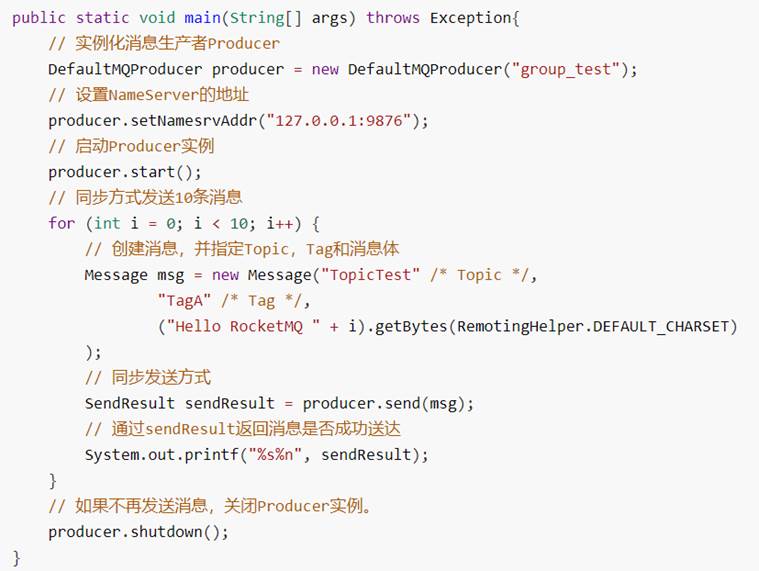 public static void main(String[] args) throws Exception{
    // 实例化消息生产者Producer
    DefaultMQProducer producer = new DefaultMQProducer("group_test");
    // 设置NameServer的地址
    producer.setNamesrvAddr("127.0.0.1:9876");
    // 启动Producer实例
    producer.start();
    // 同步方式发送10条消息
    for (int i = 0; i < 10; i++) {
        // 创建消息，并指定Topic，Tag和消息体
        Message msg = new Message("TopicTest" /* Topic */,
                "TagA" /* Tag */,
                ("Hello RocketMQ " + i).getBytes(RemotingHelper.DEFAULT_CHARSET)
        );
        // 同步发送方式
        SendResult sendResult = producer.send(msg);
        // 通过sendResult返回消息是否成功送达
        System.out.printf("%s%n", sendResult);
    }
    // 如果不再发送消息，关闭Producer实例。
    producer.shutdown();
}